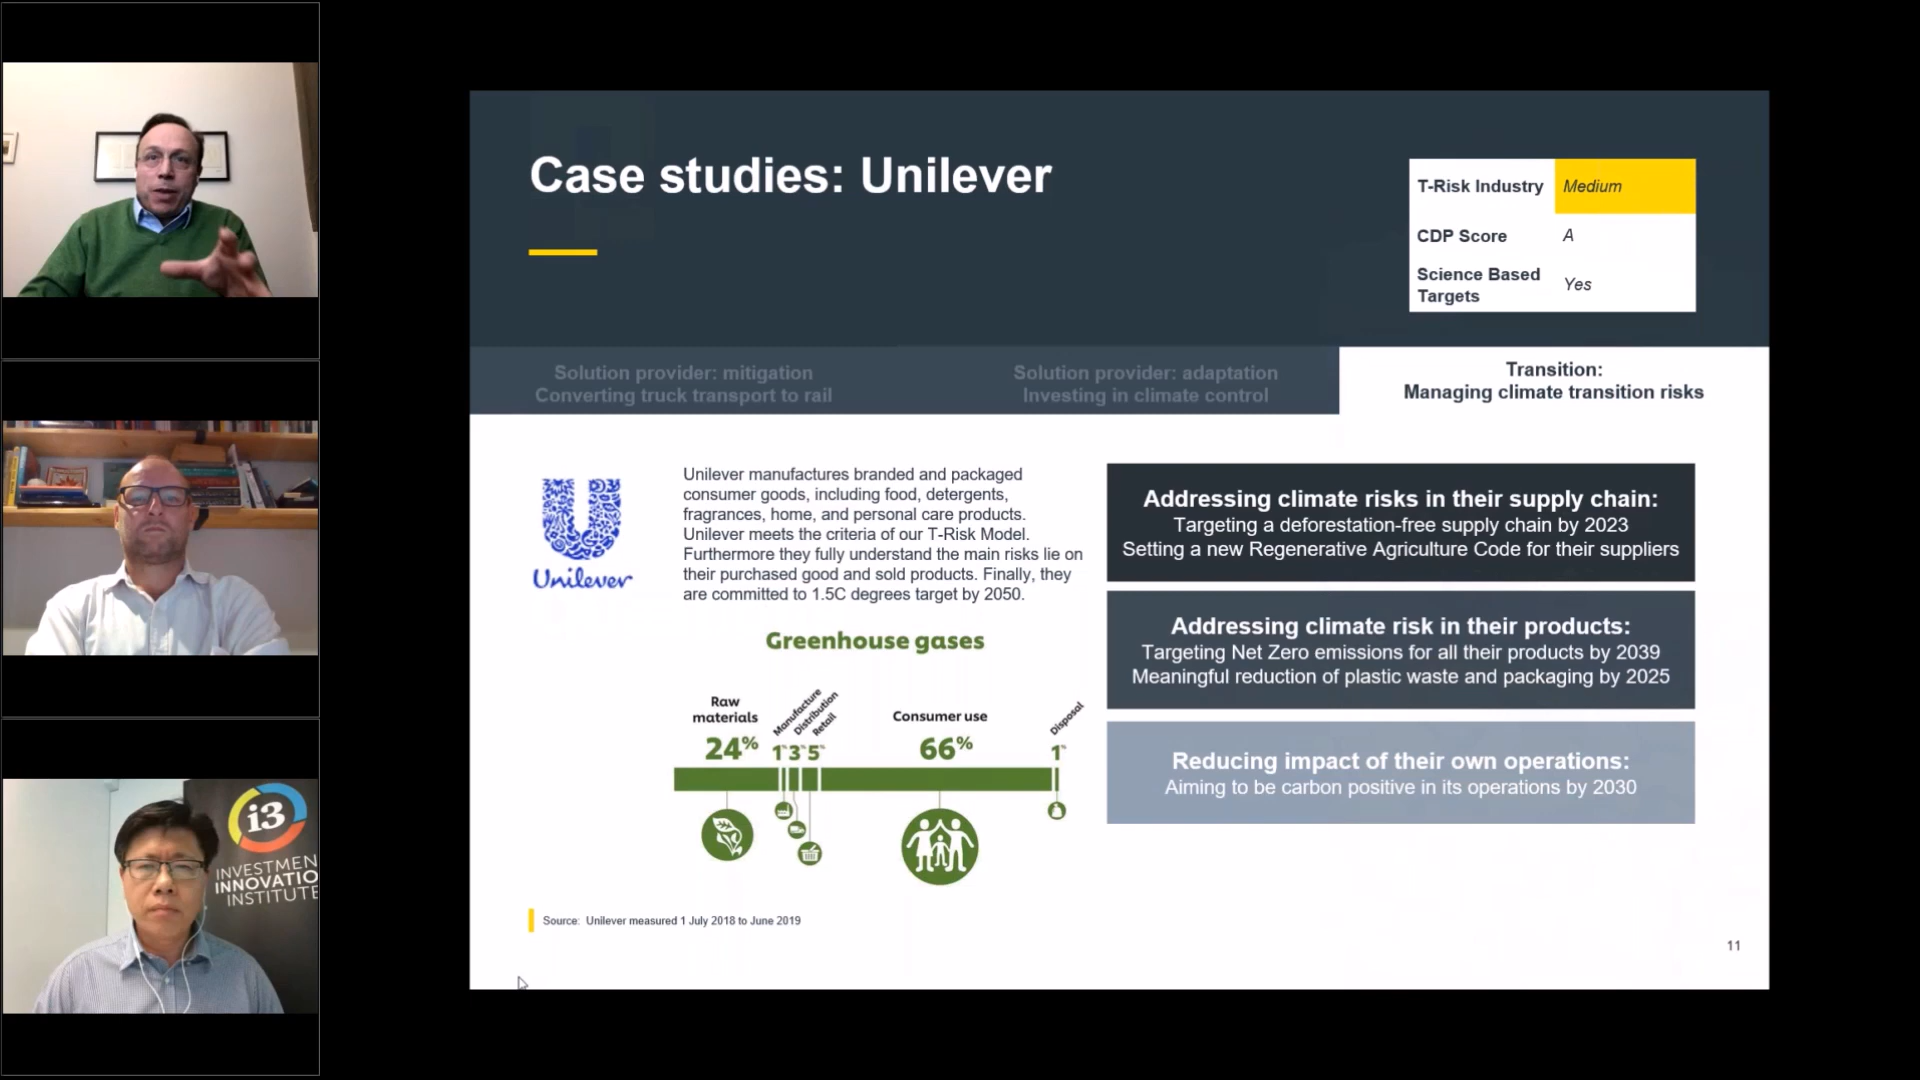 Case studies: Unilever
T-Risk Industry Medium
CDP Score A
Science Based
Targets
Yes
Solution provider: mitigation
Converting truck transport to rail
Solution provider: adaptation
Investing in climate control
Transition:
Managing climate transition risks
Unilever
Unilever manufactures branded and packaged
consumer goods, including food, detergents,
fragrances, home, and personal care products.
Unilever meets the criteria of our T-Risk Model.
Furthermore they fully understand the main risks lie on
their purchased good and sold products. Finally, they
are committed to 1.5C degrees target by 2050.
Greenhouse gases
Raw
materials
24%
Manufacture
1%
Distribution
3%
Retail
5%
Consumer use
66%
Disposal
1%
Addressing climate risks in their supply chain:
Targeting a deforestation-free supply chain by 2023
Setting a new Regenerative Agriculture Code for their suppliers
Addressing climate risk in their products:
Targeting Net Zero emissions for all their products by 2039
Meaningful reduction of plastic waste and packaging by 2025
Reducing impact of their own operations:
Aiming to be carbon positive in its operations by 2030
Source: Unilever measured 1 July 2018 to June 2019
11
i3
INVESTMEN
INNOVATIO
INSTITUTE